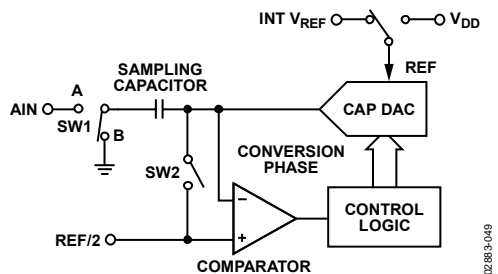 INT VREF
VDD
REF
SAMPLING
CAPACITOR
A
AIN
SW1
B
CAP DAC
CONVERSION
PHASE
SW2
−
+
REF/2
CONTROL
LOGIC
COMPARATOR
02883-049